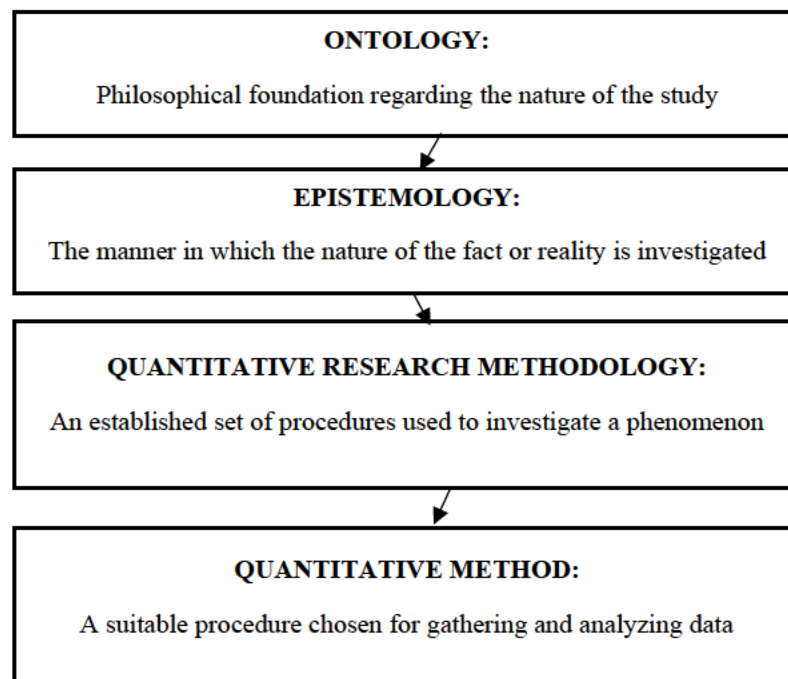 ONTOLOGY:
Philosophical foundation regarding the nature of the study
EPISTEMOLOGY:
The manner in which the nature of the fact or reality is investigated
QUANTITATIVE RESEARCH METHODOLOGY:
An established set of procedures used to investigate a phenomenon
QUANTITATIVE METHOD:
A suitable procedure chosen for gathering and analyzing data